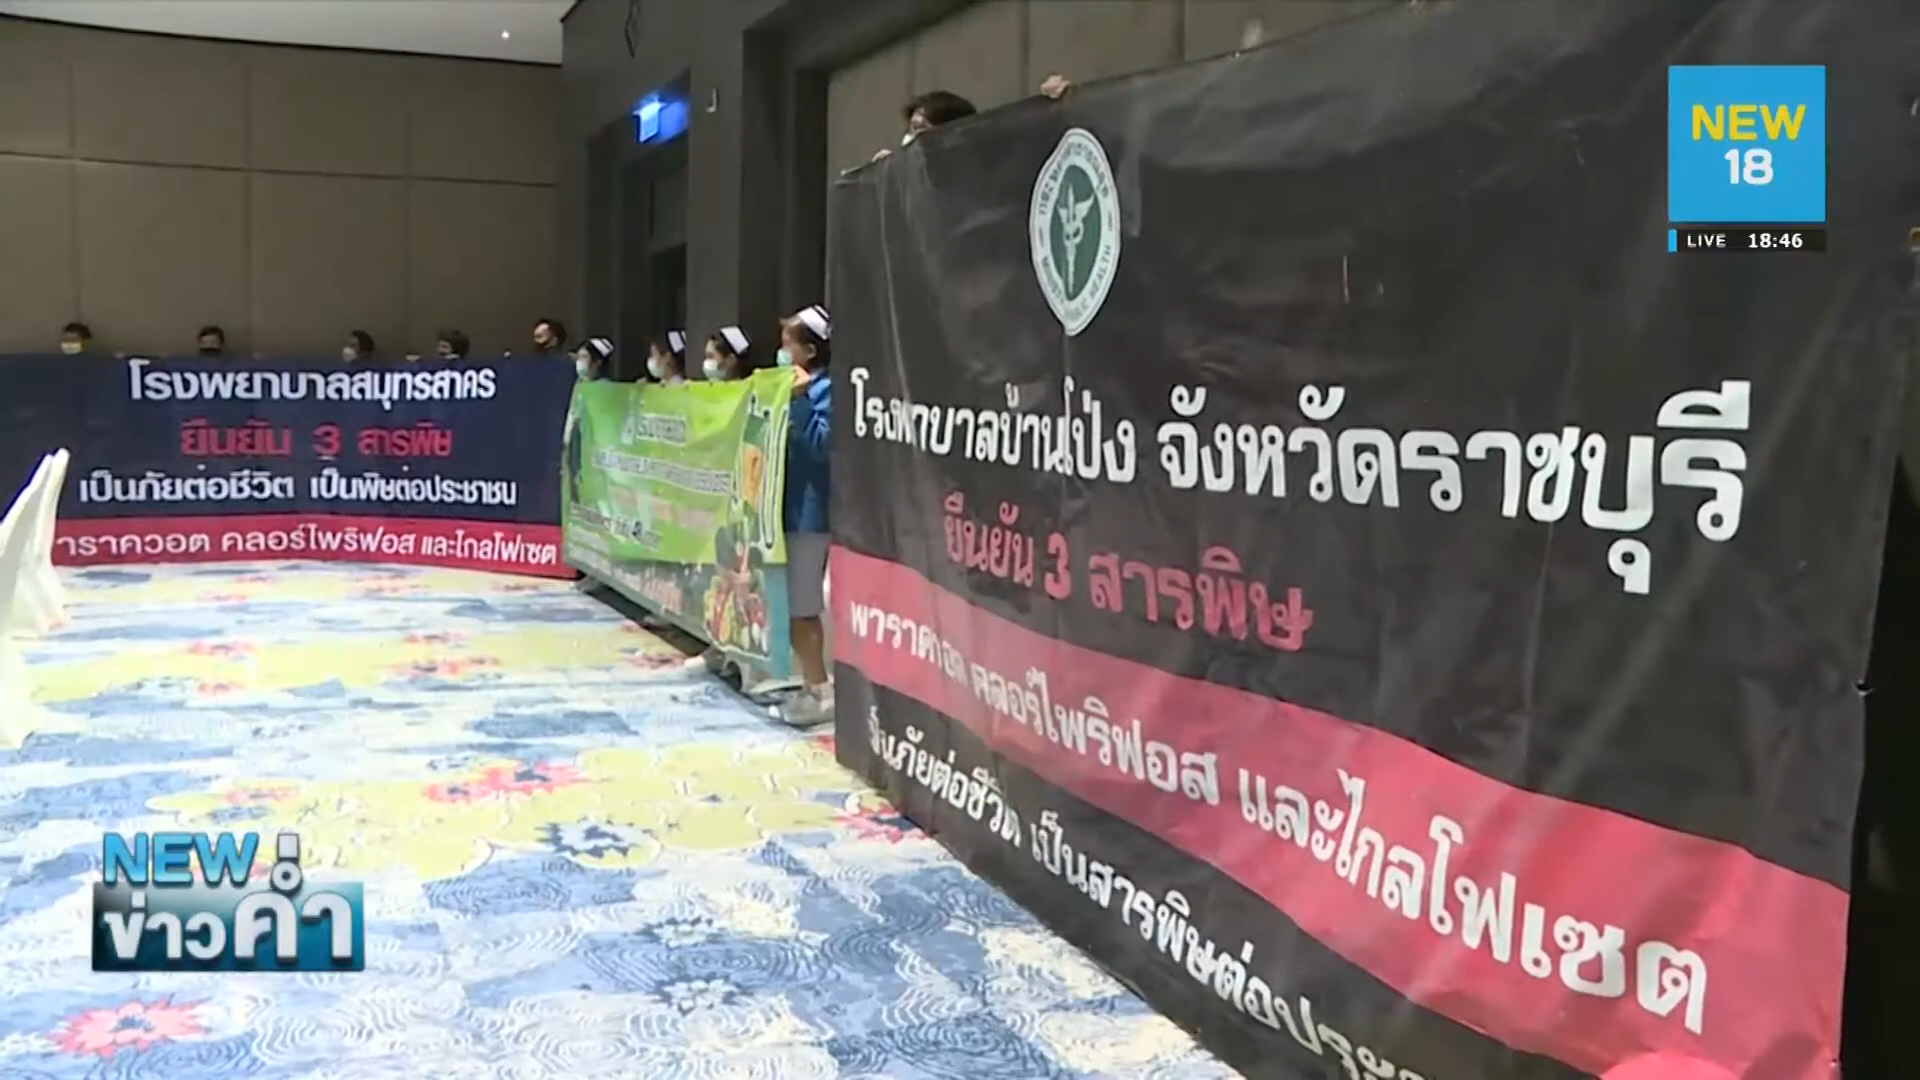 NEW
18
LIVE 18:46
โรงพยาบาลสมุทรสาคร
ยืนยัน 3 สารพิษ
เป็นภัยต่อชีวิต เป็นพิษต่อประชาชน
าราควอต คลอร์ไพริฟอส และไกลโฟเซต
โรงพยาบาลบ้านโป่ง จังหวัดราชบุรี
ยืนยัน 3 สารพิษ
พาราควอต คลอร์ไพริฟอส และไกลโฟเซต
เป็นภัยต่อชีวิต เป็นสารพิษต่อประชา
NEW
ข่าวค่ำ